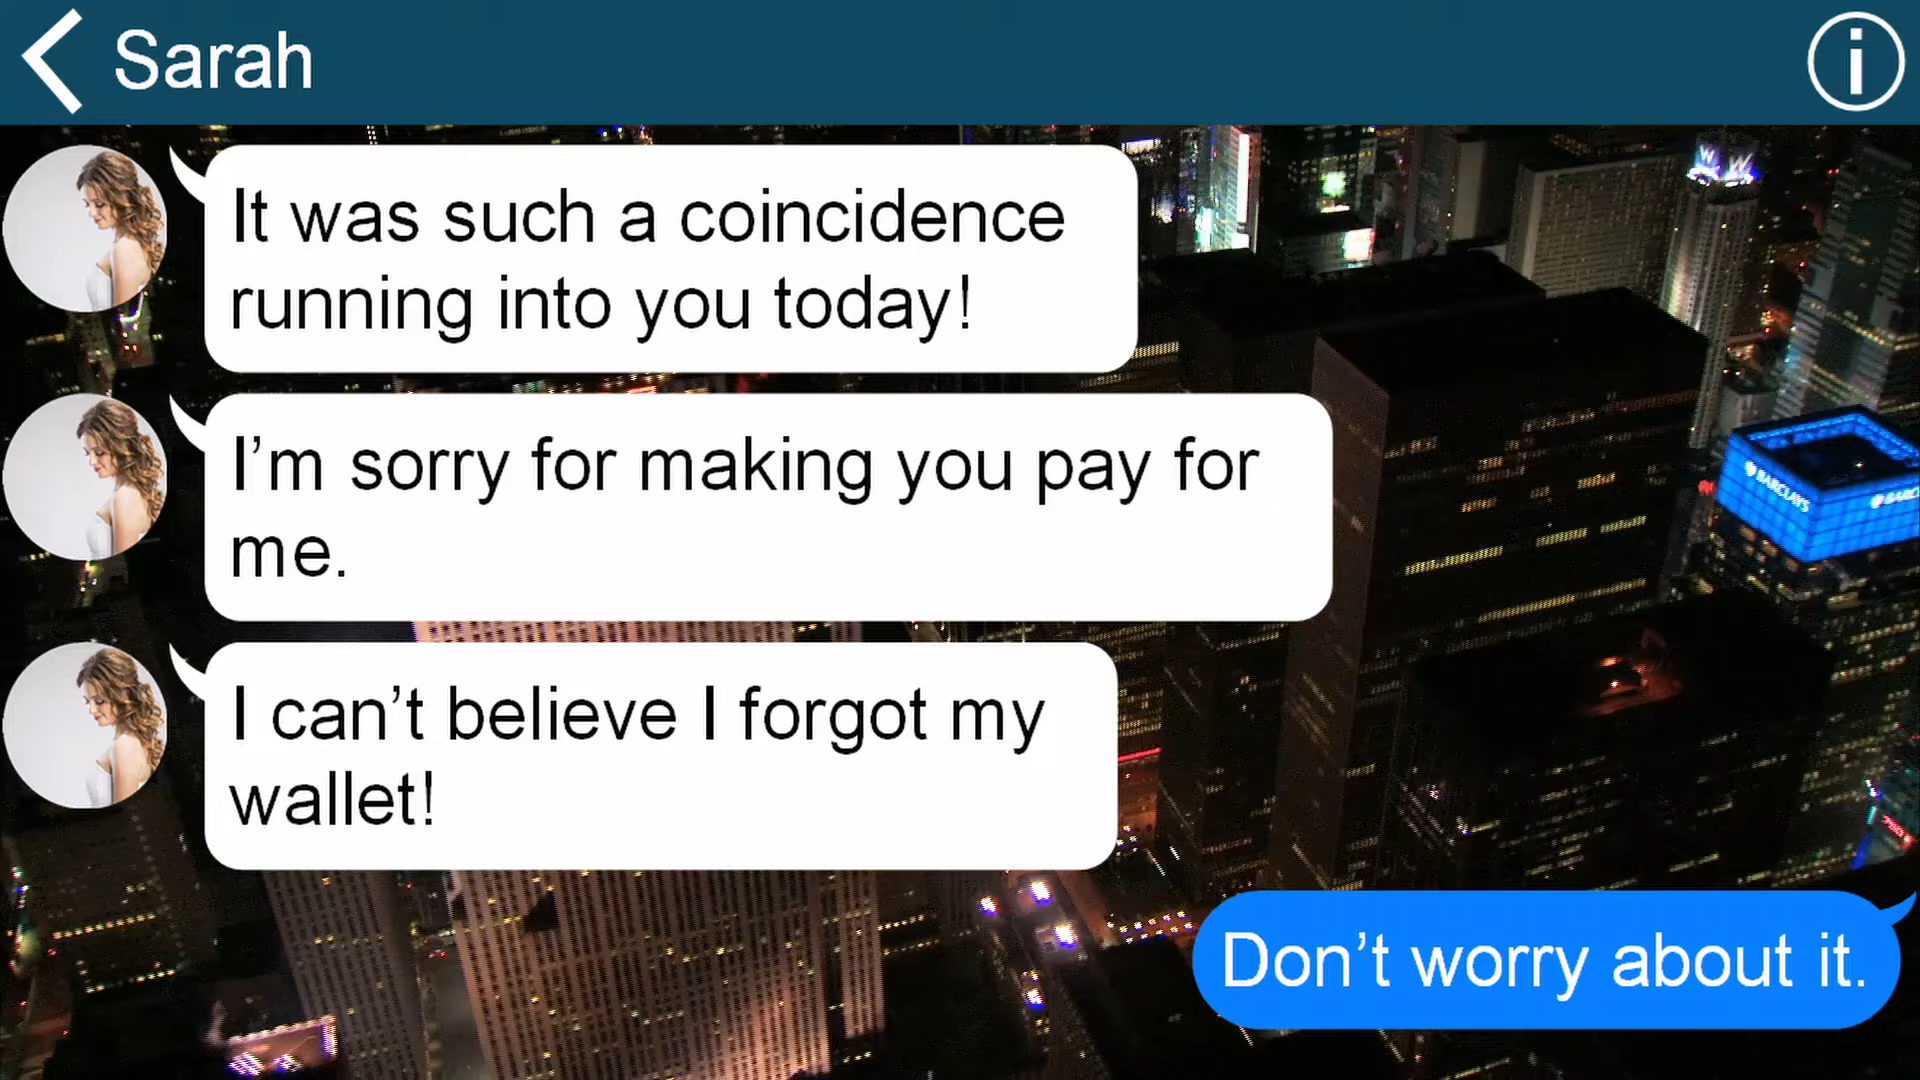 Sarah
It was such a coincidence
running into you today!
I’m sorry for making you pay for
me.
I can’t believe I forgot my
wallet!
Don’t worry about it.
W W
BARCLAYS